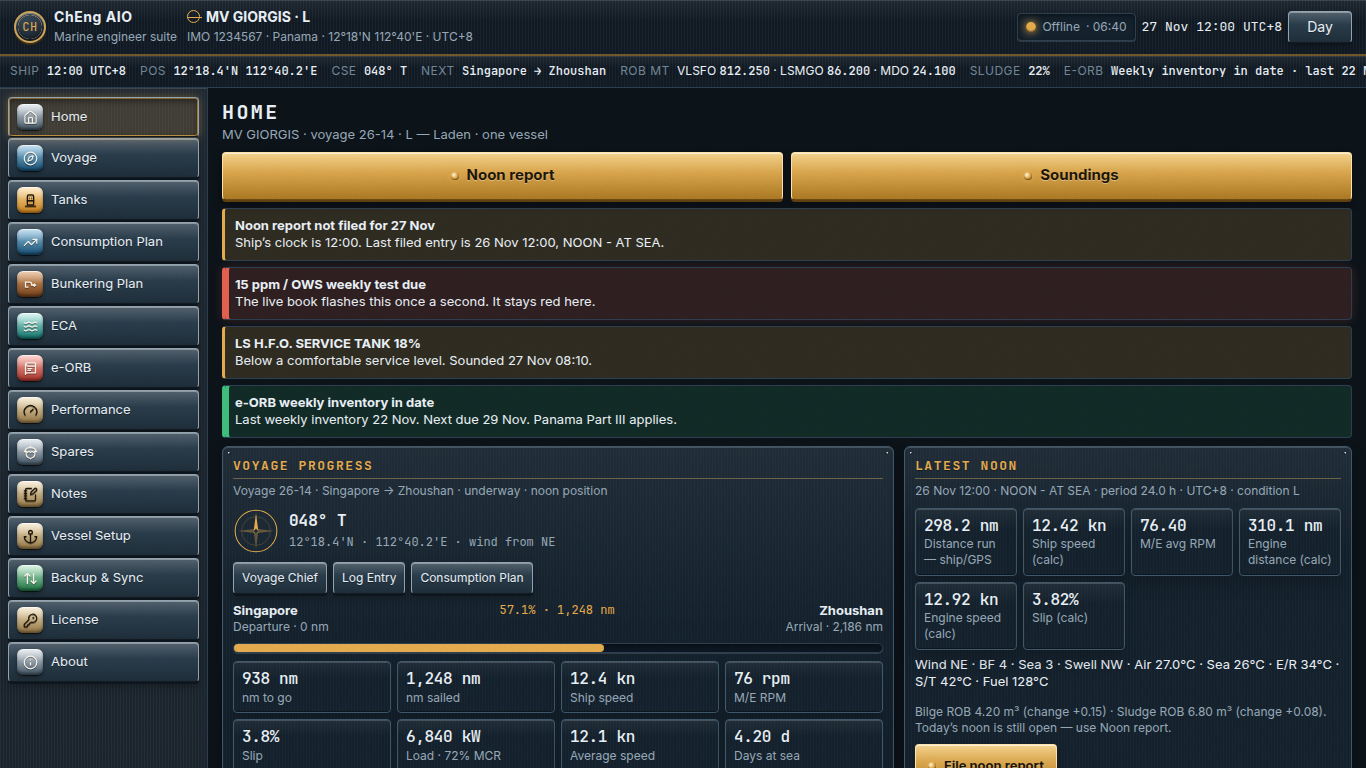 CH
ChEng AIO
Marine engineer suite
MV GIORGIS · L
IMO 1234567 · Panama · 12°18'N 112°40'E · UTC+8
Offline · 06:40
27 Nov 12:00 UTC+8
Day
SHIP 12:00 UTC+8 POS 12°18.4'N 112°40.2'E CSE 048° T NEXT Singapore → Zhoushan ROB MT VLSFO 812.250 · LSMGO 86.200 · MDO 24.100 SLUDGE 22% E-ORB Weekly inventory in date · last 22
Home
Voyage
Tanks
Consumption Plan
Bunkering Plan
ECA
e-ORB
Performance
Spares
Notes
Vessel Setup
Backup & Sync
License
About
HOME
MV GIORGIS · voyage 26-14 · L — Laden · one vessel
Noon report
Soundings
Noon report not filed for 27 Nov
Ship's clock is 12:00. Last filed entry is 26 Nov 12:00, NOON - AT SEA.
15 ppm / OWS weekly test due
The live book flashes this once a second. It stays red here.
LS H.F.O. SERVICE TANK 18%
Below a comfortable service level. Sounded 27 Nov 08:10.
e-ORB weekly inventory in date
Last weekly inventory 22 Nov. Next due 29 Nov. Panama Part III applies.
VOYAGE PROGRESS
Voyage 26-14 · Singapore → Zhoushan · underway · noon position
048° T
12°18.4'N · 112°40.2'E · wind from NE
Voyage Chief
Log Entry
Consumption Plan
Singapore 57.1% · 1,248 nm Zhoushan
Departure · 0 nm Arrival · 2,186 nm
938 nm
nm to go
1,248 nm
nm sailed
12.4 kn
Ship speed
76 rpm
M/E RPM
3.8%
Slip
6,840 kW
Load · 72% MCR
12.1 kn
Average speed
4.20 d
Days at sea
LATEST NOON
26 Nov 12:00 · NOON - AT SEA · period 24.0 h · UTC+8 · condition L
298.2 nm
Distance run
— ship/GPS
12.42 kn
Ship speed
(calc)
76.40
M/E avg RPM
310.1 nm
Engine
distance (calc)
12.92 kn
Engine speed
(calc)
3.82%
Slip (calc)
Wind NE · BF 4 · Sea 3 · Swell NW · Air 27.0°C · Sea 26°C · E/R 34°C ·
S/T 42°C · Fuel 128°C
Bilge ROB 4.20 m³ (change +0.15) · Sludge ROB 6.80 m³ (change +0.08).
Today's noon is still open — use Noon report.
File noon report